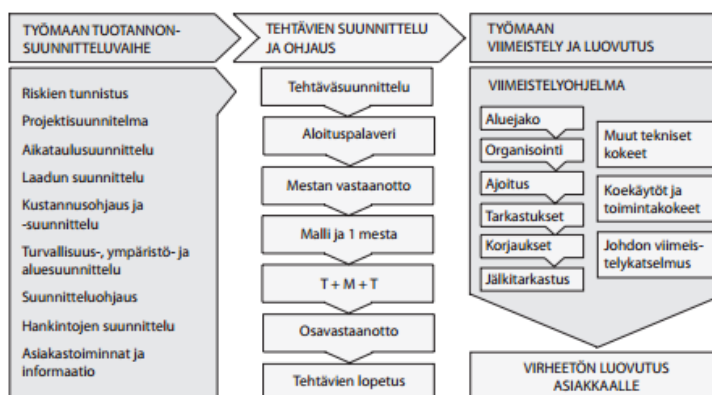 TYÖMAAN TUOTANNON-
SUUNNITTELUVAIHE
Riskien tunnistus
Projektisuunnitelma
Aikataulusuunnittelu
Laadun suunnittelu
Kustannusohjaus ja
-suunnittelu
Turvallisuus-, ympäristö- ja
aluesuunnittelu
Suunnitteluohjaus
Hankintojen suunnittelu
Asiakastoiminnat ja
informaatio
TEHTÄVIEN SUUNNITTELU
JA OHJAUS
Tehtäväsuunnittelu
Aloituspalaveri
Mestan vastaanotto
Malli ja 1 mesta
T + M + T
Osavastaanotto
Tehtävien lopetus
TYÖMAAN
VIIMEISTELY JA LUOVUTUS
VIIMEISTELYOHJELMA
Aluejako
Organisointi
Ajoitus
Tarkastukset
Korjaukset
Jälkitarkastus
Muut tekniset
kokeet
Koekäytöt ja
toimintakokeet
Johdon viimeis-
telykatselmus
VIRHEETÖN LUOVUTUS
ASIAKKAALLE